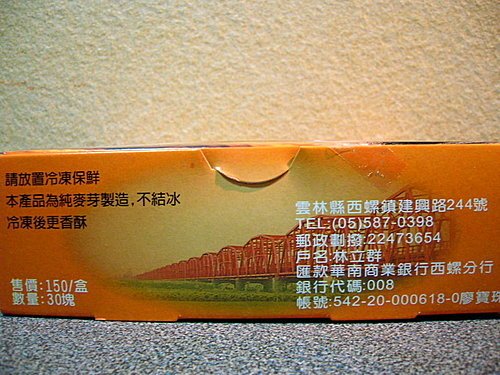 請放置冷凍保鮮
本產品為純麥芽製造,不結冰
冷凍後更香酥
售價:150/盒
數量:30塊
雲林縣西螺鎮建興路244號
TEL:(05)587-0398
郵政劃撥:22473654
戶名:林立群
匯款華南商業銀行西螺分行
銀行代碼:008
帳號:542-20-000618-0廖寶珠